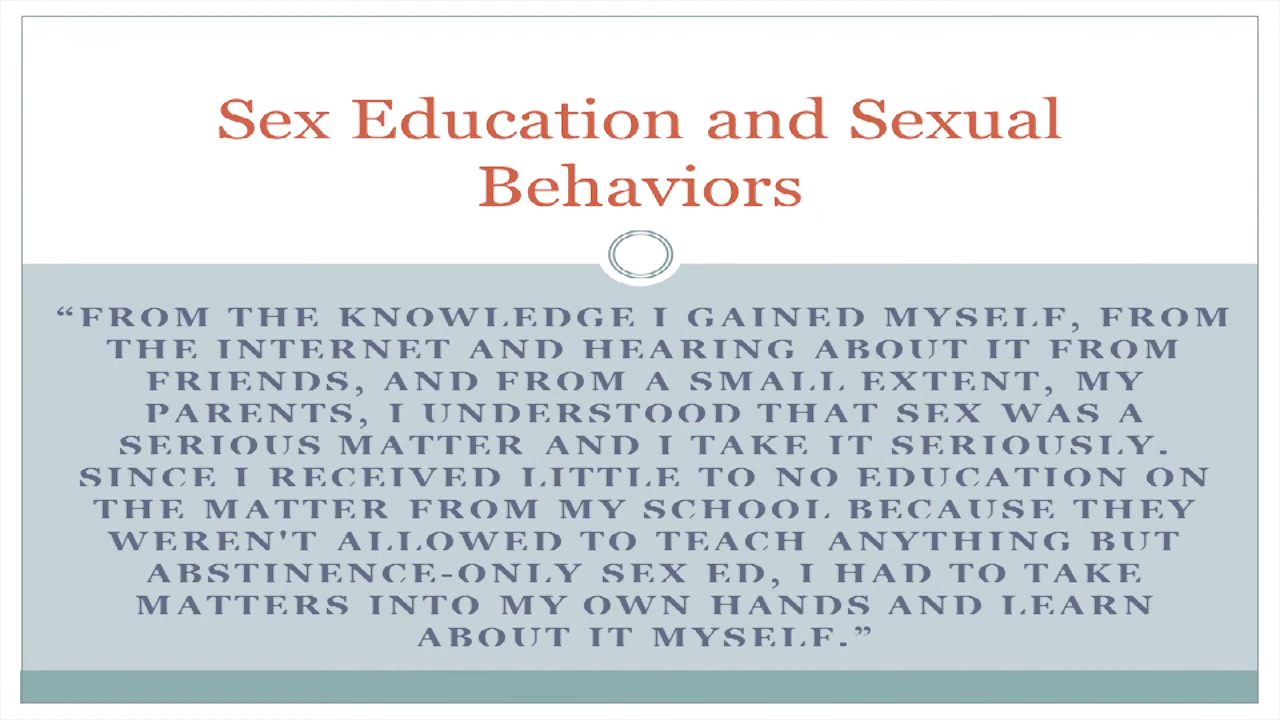 Sex Education and Sexual
Behaviors
“FROM THE KNOWLEDGE I GAINED MYSELF, FROM
THE INTERNET AND HEARING ABOUT IT FROM
FRIENDS, AND FROM A SMALL EXTENT, MY
PARENTS, I UNDERSTOOD THAT SEX WAS A
SERIOUS MATTER AND I TAKE IT SERIOUSLY.
SINCE I RECEIVED LITTLE TO NO EDUCATION ON
THE MATTER FROM MY SCHOOL BECAUSE THEY
WEREN'T ALLOWED TO TEACH ANYTHING BUT
ABSTINENCE-ONLY SEX ED, I HAD TO TAKE
MATTERS INTO MY OWN HANDS AND LEARN
ABOUT IT MYSELF.”